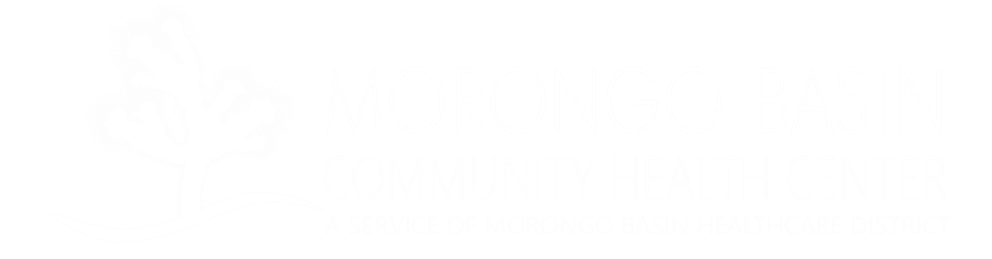 MORONGO BASIN
COMMUNITY HEALTH CENTER
A SERVICE OF MORONGO BASIN HEALTHCARE DISTRICT